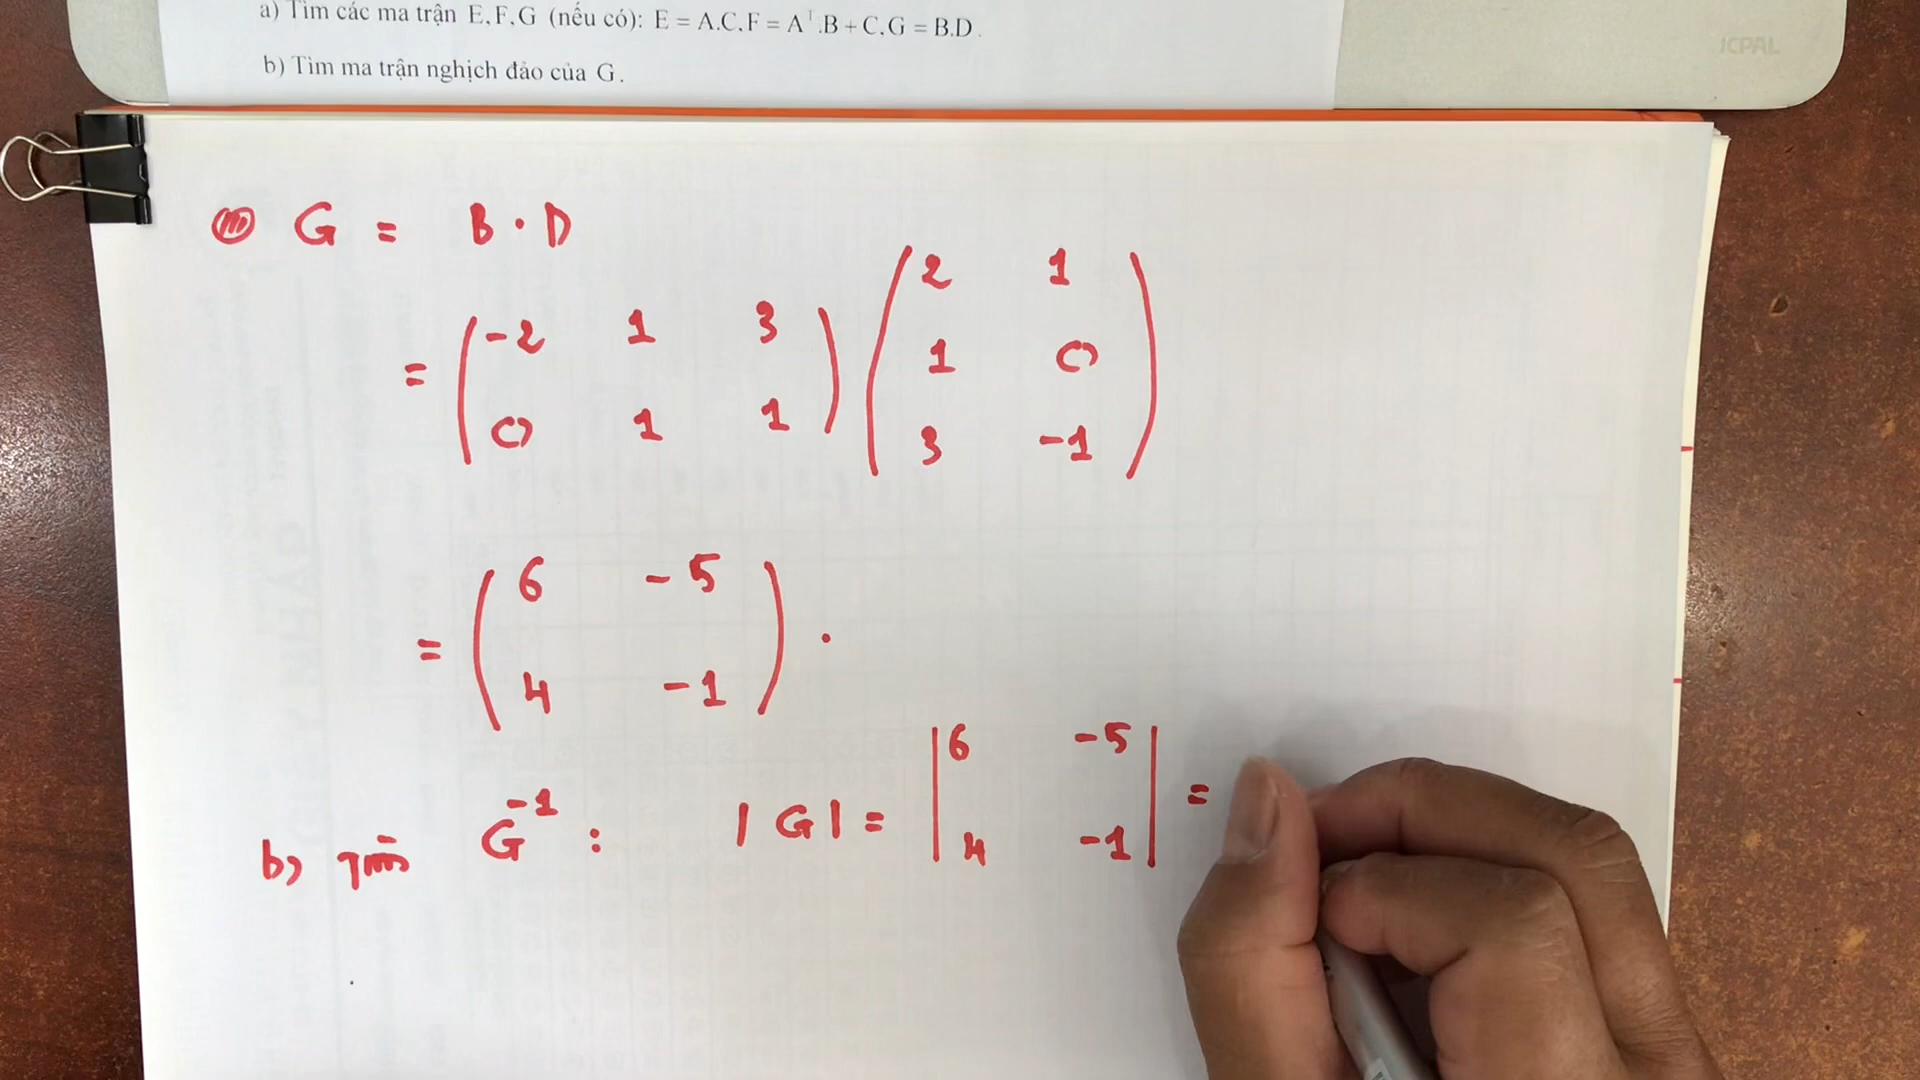 a) Tìm các ma trận E, F, G (nếu có): E = A.C, F = Aᵀ.B + C, G = B.D.
b) Tìm ma trận nghịch đảo của G.
JCPAL
G = B · D
= ( -2 1 3 ) ( 2 1 )
( 0 1 1 ) ( 1 0 )
( 3 -1 )
= ( 6 -5 ) .
( 4 -1 )
b) Tìm G⁻¹ : |G| = | 6 -5 | =
| 4 -1 |